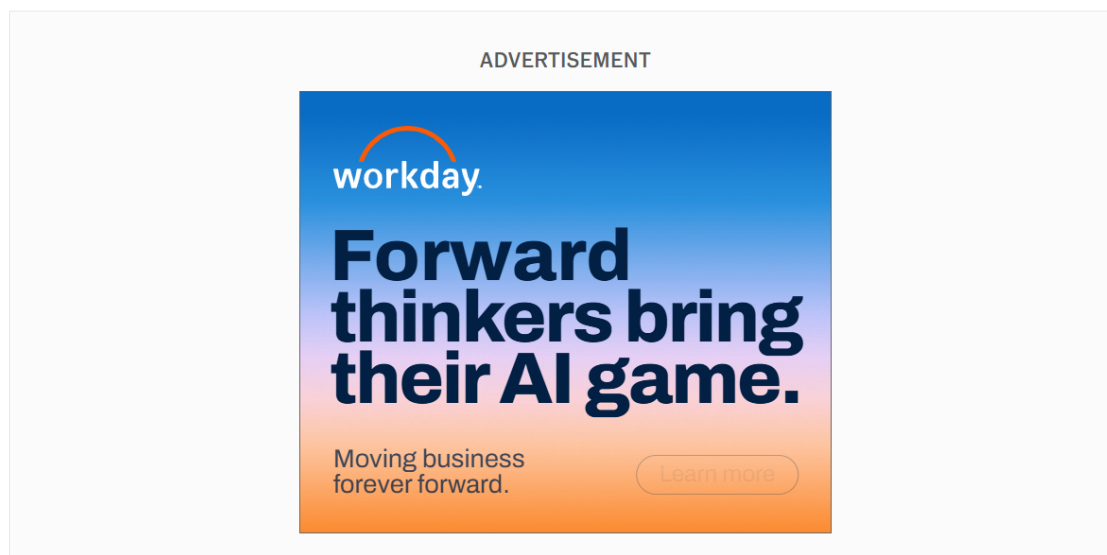 ADVERTISEMENT
workday.
Forward
thinkers bring
their AI game.
Moving business
forever forward.
Learn more